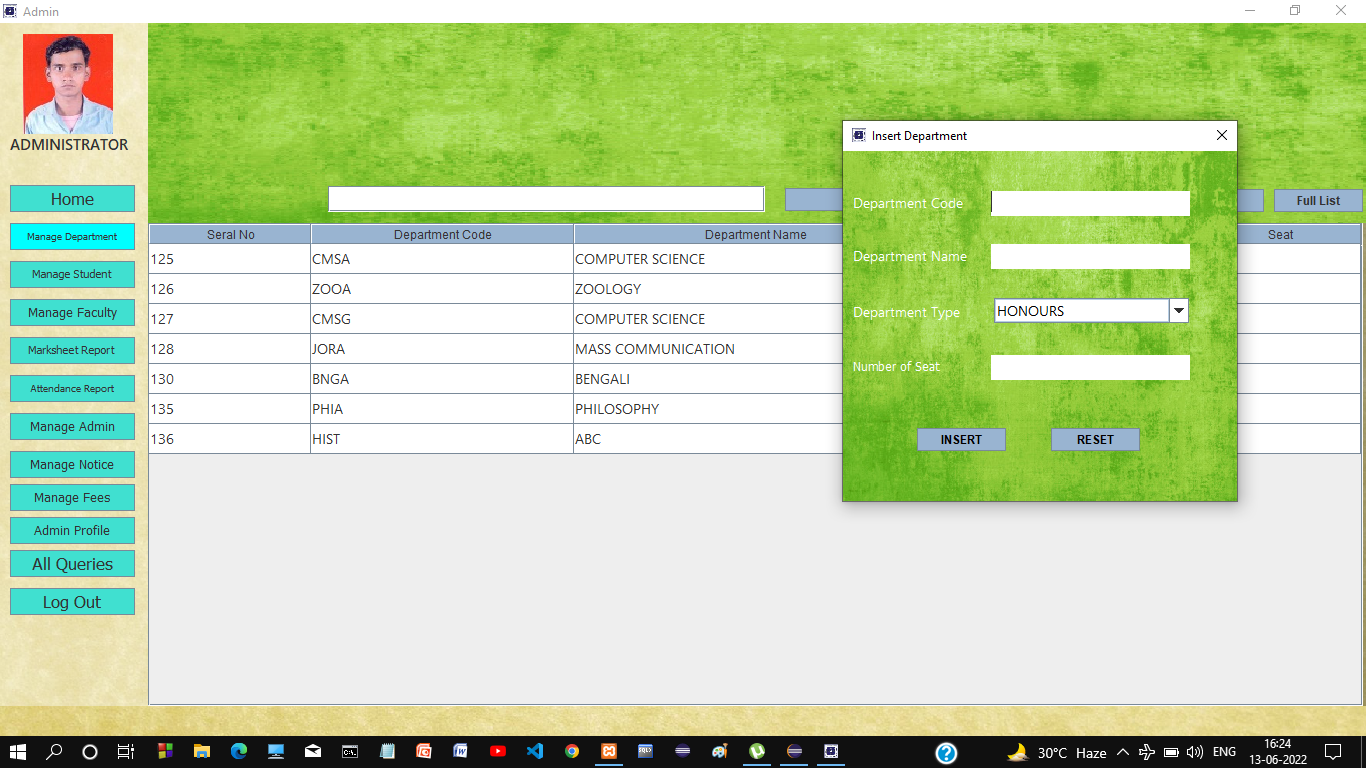 Admin
ADMINISTRATOR
Home
Manage Department
Manage Student
Manage Faculty
Marksheet Report
Attendance Report
Manage Admin
Manage Notice
Manage Fees
Admin Profile
All Queries
Log Out
Full List
Seral No Department Code Department Name Seat
125 CMSA COMPUTER SCIENCE
126 ZOOA ZOOLOGY
127 CMSG COMPUTER SCIENCE
128 JORA MASS COMMUNICATION
130 BNGA BENGALI
135 PHIA PHILOSOPHY
136 HIST ABC
Insert Department
Department Code
Department Name
Department Type HONOURS
Number of Seat
INSERT RESET
30°C Haze ENG 16:24
13-06-2022